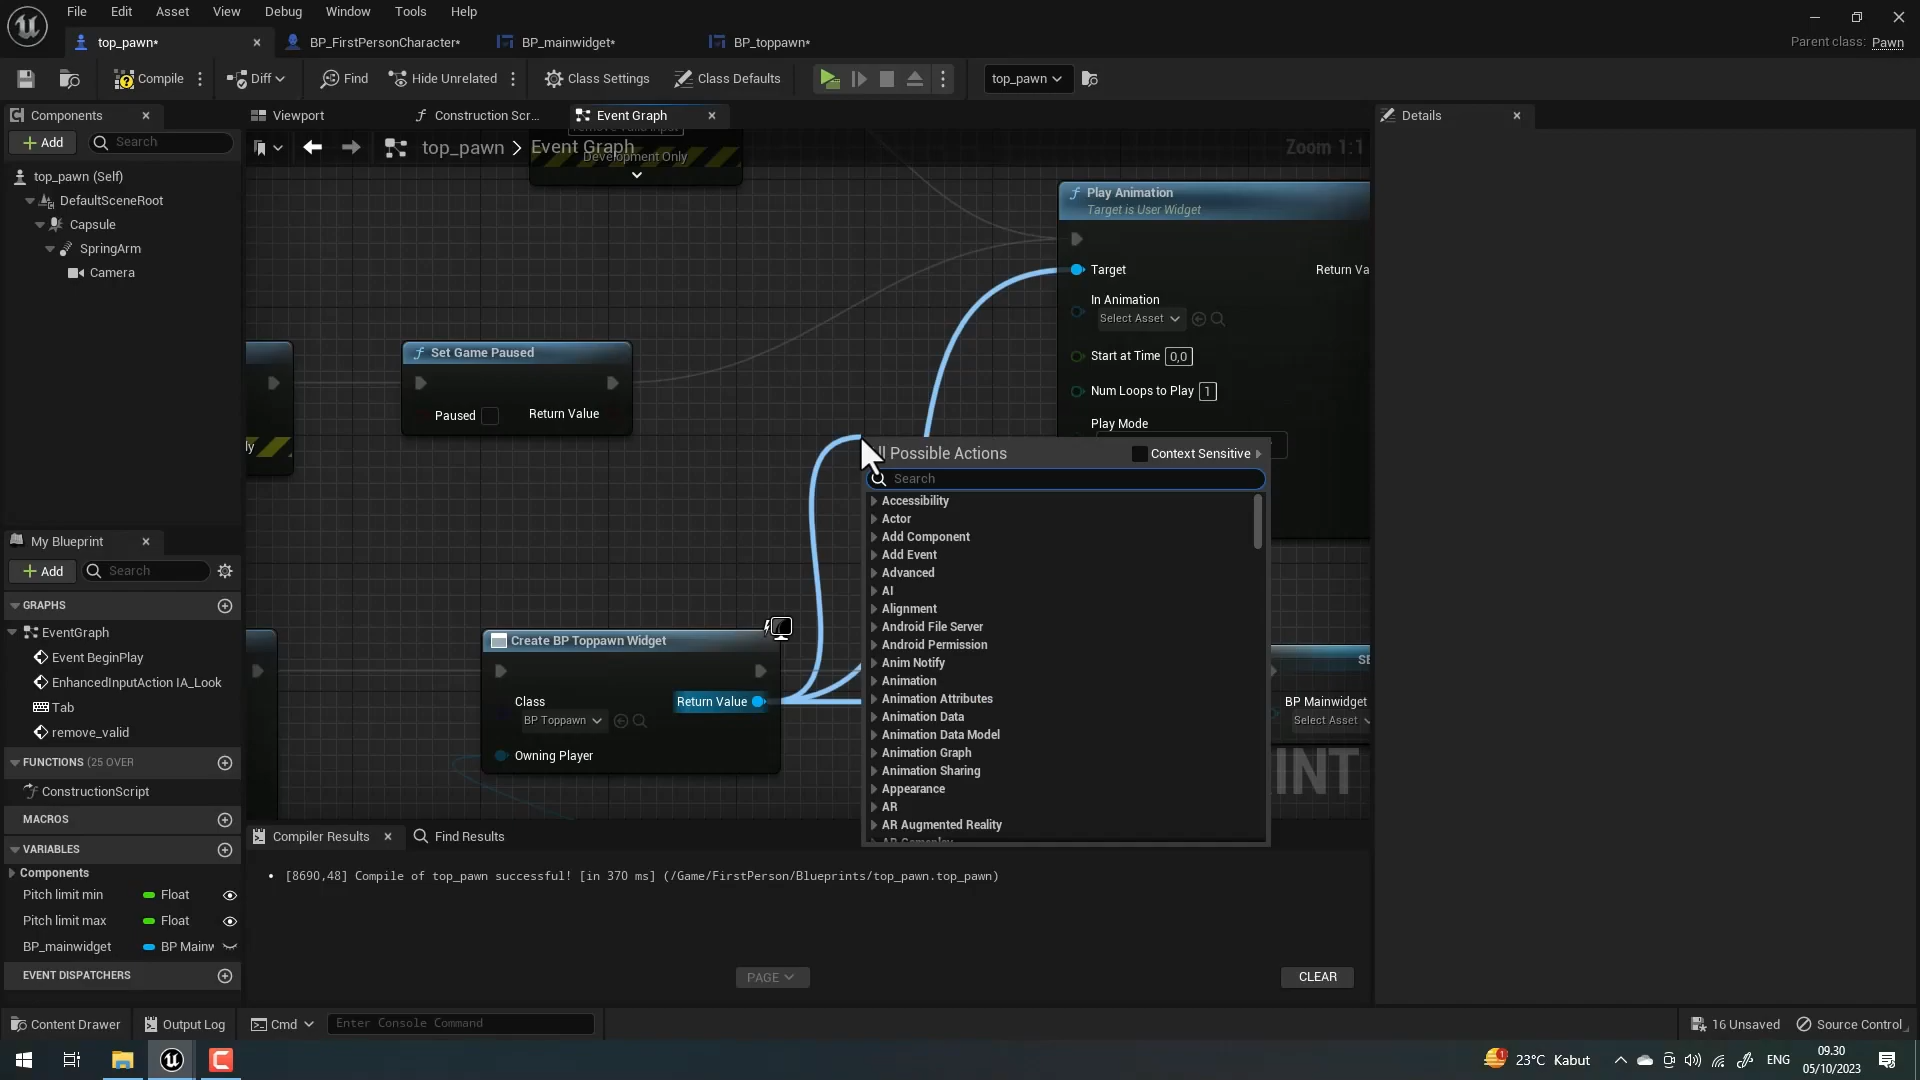 File Edit Asset View Debug Window Tools Help
top_pawn*
BP_FirstPersonCharacter*
BP_mainwidget*
BP_toppawn*
Parent class: Pawn
Compile
Diff
Find
Hide Unrelated
Class Settings
Class Defaults
top_pawn
Components
Add
Search
top_pawn (Self)
DefaultSceneRoot
Capsule
SpringArm
Camera
Viewport
Construction Scr...
Event Graph
top_pawn > Event Graph
Zoom 1:1
Development Only
Play Animation
Target is User Widget
Target
Return Va
In Animation
Select Asset
Start at Time 0,0
Num Loops to Play 1
Play Mode
Set Game Paused
Paused
Return Value
ly
Possible Actions
Context Sensitive
Search
Accessibility
Actor
Add Component
Add Event
Advanced
AI
Alignment
Android File Server
Android Permission
Anim Notify
Animation
Animation Attributes
Animation Data
Animation Data Model
Animation Graph
Animation Sharing
Appearance
AR
AR Augmented Reality
Create BP Toppawn Widget
Class
BP Toppawn
Return Value
Owning Player
SE
BP Mainwidget
Select Asset
INT
Details
My Blueprint
Add
Search
GRAPHS
EventGraph
Event BeginPlay
EnhancedInputAction IA_Look
Tab
remove_valid
FUNCTIONS (25 OVER
ConstructionScript
MACROS
VARIABLES
Components
Pitch limit min Float
Pitch limit max Float
BP_mainwidget BP Mainw
EVENT DISPATCHERS
Compiler Results
Find Results
[8690,48] Compile of top_pawn successful! [in 370 ms] (/Game/FirstPerson/Blueprints/top_pawn.top_pawn)
PAGE
CLEAR
Content Drawer
Output Log
Cmd
Enter Console Command
16 Unsaved
Source Control
23°C Kabut
ENG
09.30
05/10/2023